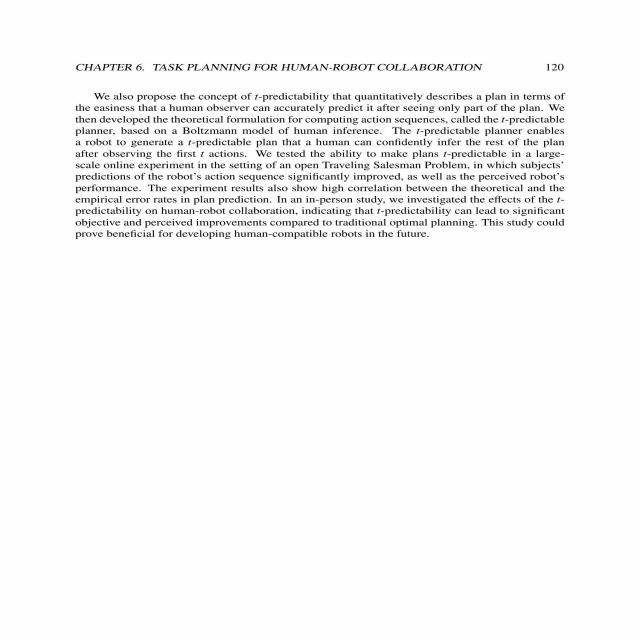 CHAPTER 6. TASK PLANNING FOR HUMAN-ROBOT COLLABORATION 120
We also propose the concept of t-predictability that quantitatively describes a plan in terms of
the easiness that a human observer can accurately predict it after seeing only part of the plan. We
then developed the theoretical formulation for computing action sequences, called the t-predictable
planner, based on a Boltzmann model of human inference. The t-predictable planner enables
a robot to generate a t-predictable plan that a human can confidently infer the rest of the plan
after observing the first t actions. We tested the ability to make plans t-predictable in a large-
scale online experiment in the setting of an open Traveling Salesman Problem, in which subjects'
predictions of the robot's action sequence significantly improved, as well as the perceived robot's
performance. The experiment results also show high correlation between the theoretical and the
empirical error rates in plan prediction. In an in-person study, we investigated the effects of the t-
predictability on human-robot collaboration, indicating that t-predictability can lead to significant
objective and perceived improvements compared to traditional optimal planning. This study could
prove beneficial for developing human-compatible robots in the future.